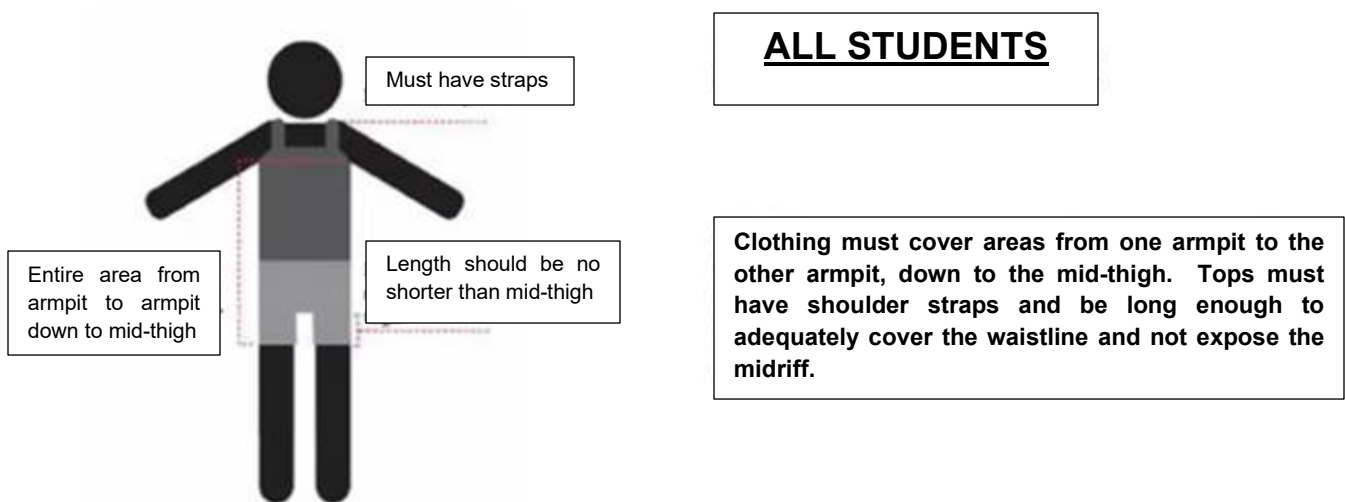 Must have straps
ALL STUDENTS
Entire area from
armpit to armpit
down to mid-thigh
Length should be no
shorter than mid-thigh
Clothing must cover areas from one armpit to the
other armpit, down to the mid-thigh. Tops must
have shoulder straps and be long enough to
adequately cover the waistline and not expose the
midriff.